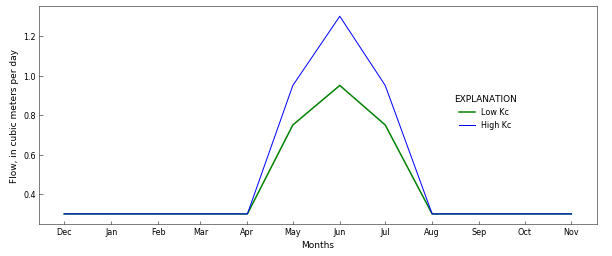 1.2
1.0
0.8
0.6
0.4
Flow, in cubic meters per day
EXPLANATION
Low Kc
High Kc
Dec Jan Feb Mar Apr May Jun Jul Aug Sep Oct Nov
Months